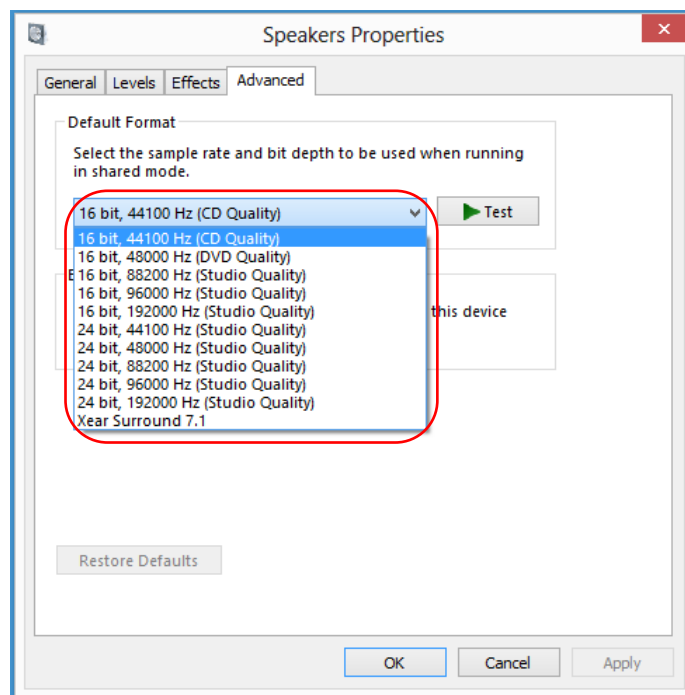 Speakers Properties
General Levels Effects Advanced
Default Format
Select the sample rate and bit depth to be used when running
in shared mode.
16 bit, 44100 Hz (CD Quality)
Test
16 bit, 44100 Hz (CD Quality)
16 bit, 48000 Hz (DVD Quality)
E
16 bit, 88200 Hz (Studio Quality)
16 bit, 96000 Hz (Studio Quality)
16 bit, 192000 Hz (Studio Quality)
this device
24 bit, 44100 Hz (Studio Quality)
24 bit, 48000 Hz (Studio Quality)
24 bit, 88200 Hz (Studio Quality)
24 bit, 96000 Hz (Studio Quality)
24 bit, 192000 Hz (Studio Quality)
Xear Surround 7.1
Restore Defaults
OK Cancel Apply